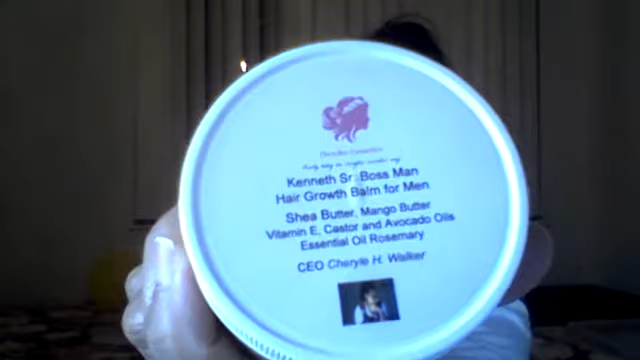 Kenneth Sr. Boss Man
Hair Growth Balm for Men
Shea Butter, Mango Butter
Vitamin E, Castor and Avocado Oils
Essential Oil Rosemary
CEO Cheryle H. Walker